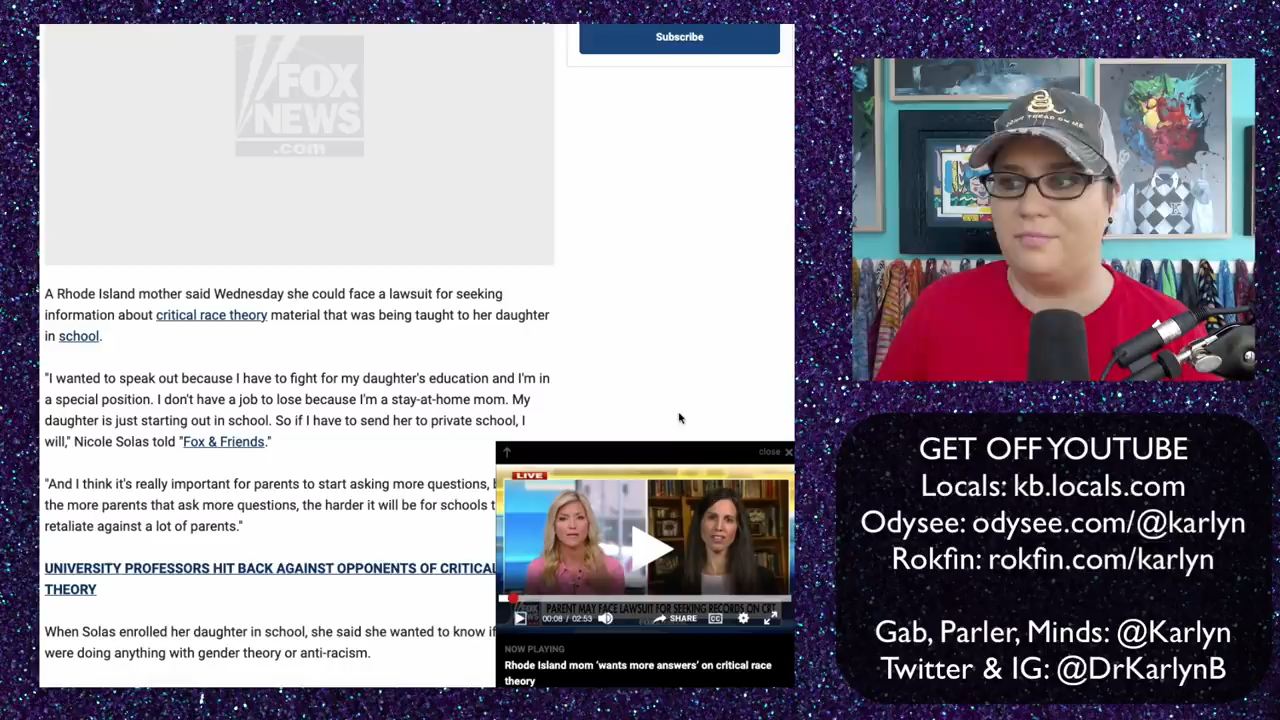 Subscribe
FOX
NEWS
.com
A Rhode Island mother said Wednesday she could face a lawsuit for seeking
information about critical race theory material that was being taught to her daughter
in school.
"I wanted to speak out because I have to fight for my daughter's education and I'm in
a special position. I don't have a job to lose because I'm a stay-at-home mom. My
daughter is just starting out in school. So if I have to send her to private school, I
will," Nicole Solas told "Fox & Friends."
"And I think it's really important for parents to start asking more questions,
the more parents that ask more questions, the harder it will be for schools
retaliate against a lot of parents."
UNIVERSITY PROFESSORS HIT BACK AGAINST OPPONENTS OF CRITICAL
THEORY
When Solas enrolled her daughter in school, she said she wanted to know if
were doing anything with gender theory or anti-racism.
close
LIVE
PARENT MAY FACE LAWSUIT FOR SEEKING RECORDS ON CRT
00:08 / 02:53
SHARE
CC
NOW PLAYING
Rhode Island mom 'wants more answers' on critical race
theory
GET OFF YOUTUBE
Locals: kb.locals.com
Odysee: odysee.com/@karlyn
Rokfin: rokfin.com/karlyn
Gab, Parler, Minds: @Karlyn
Twitter & IG: @DrKarlynB